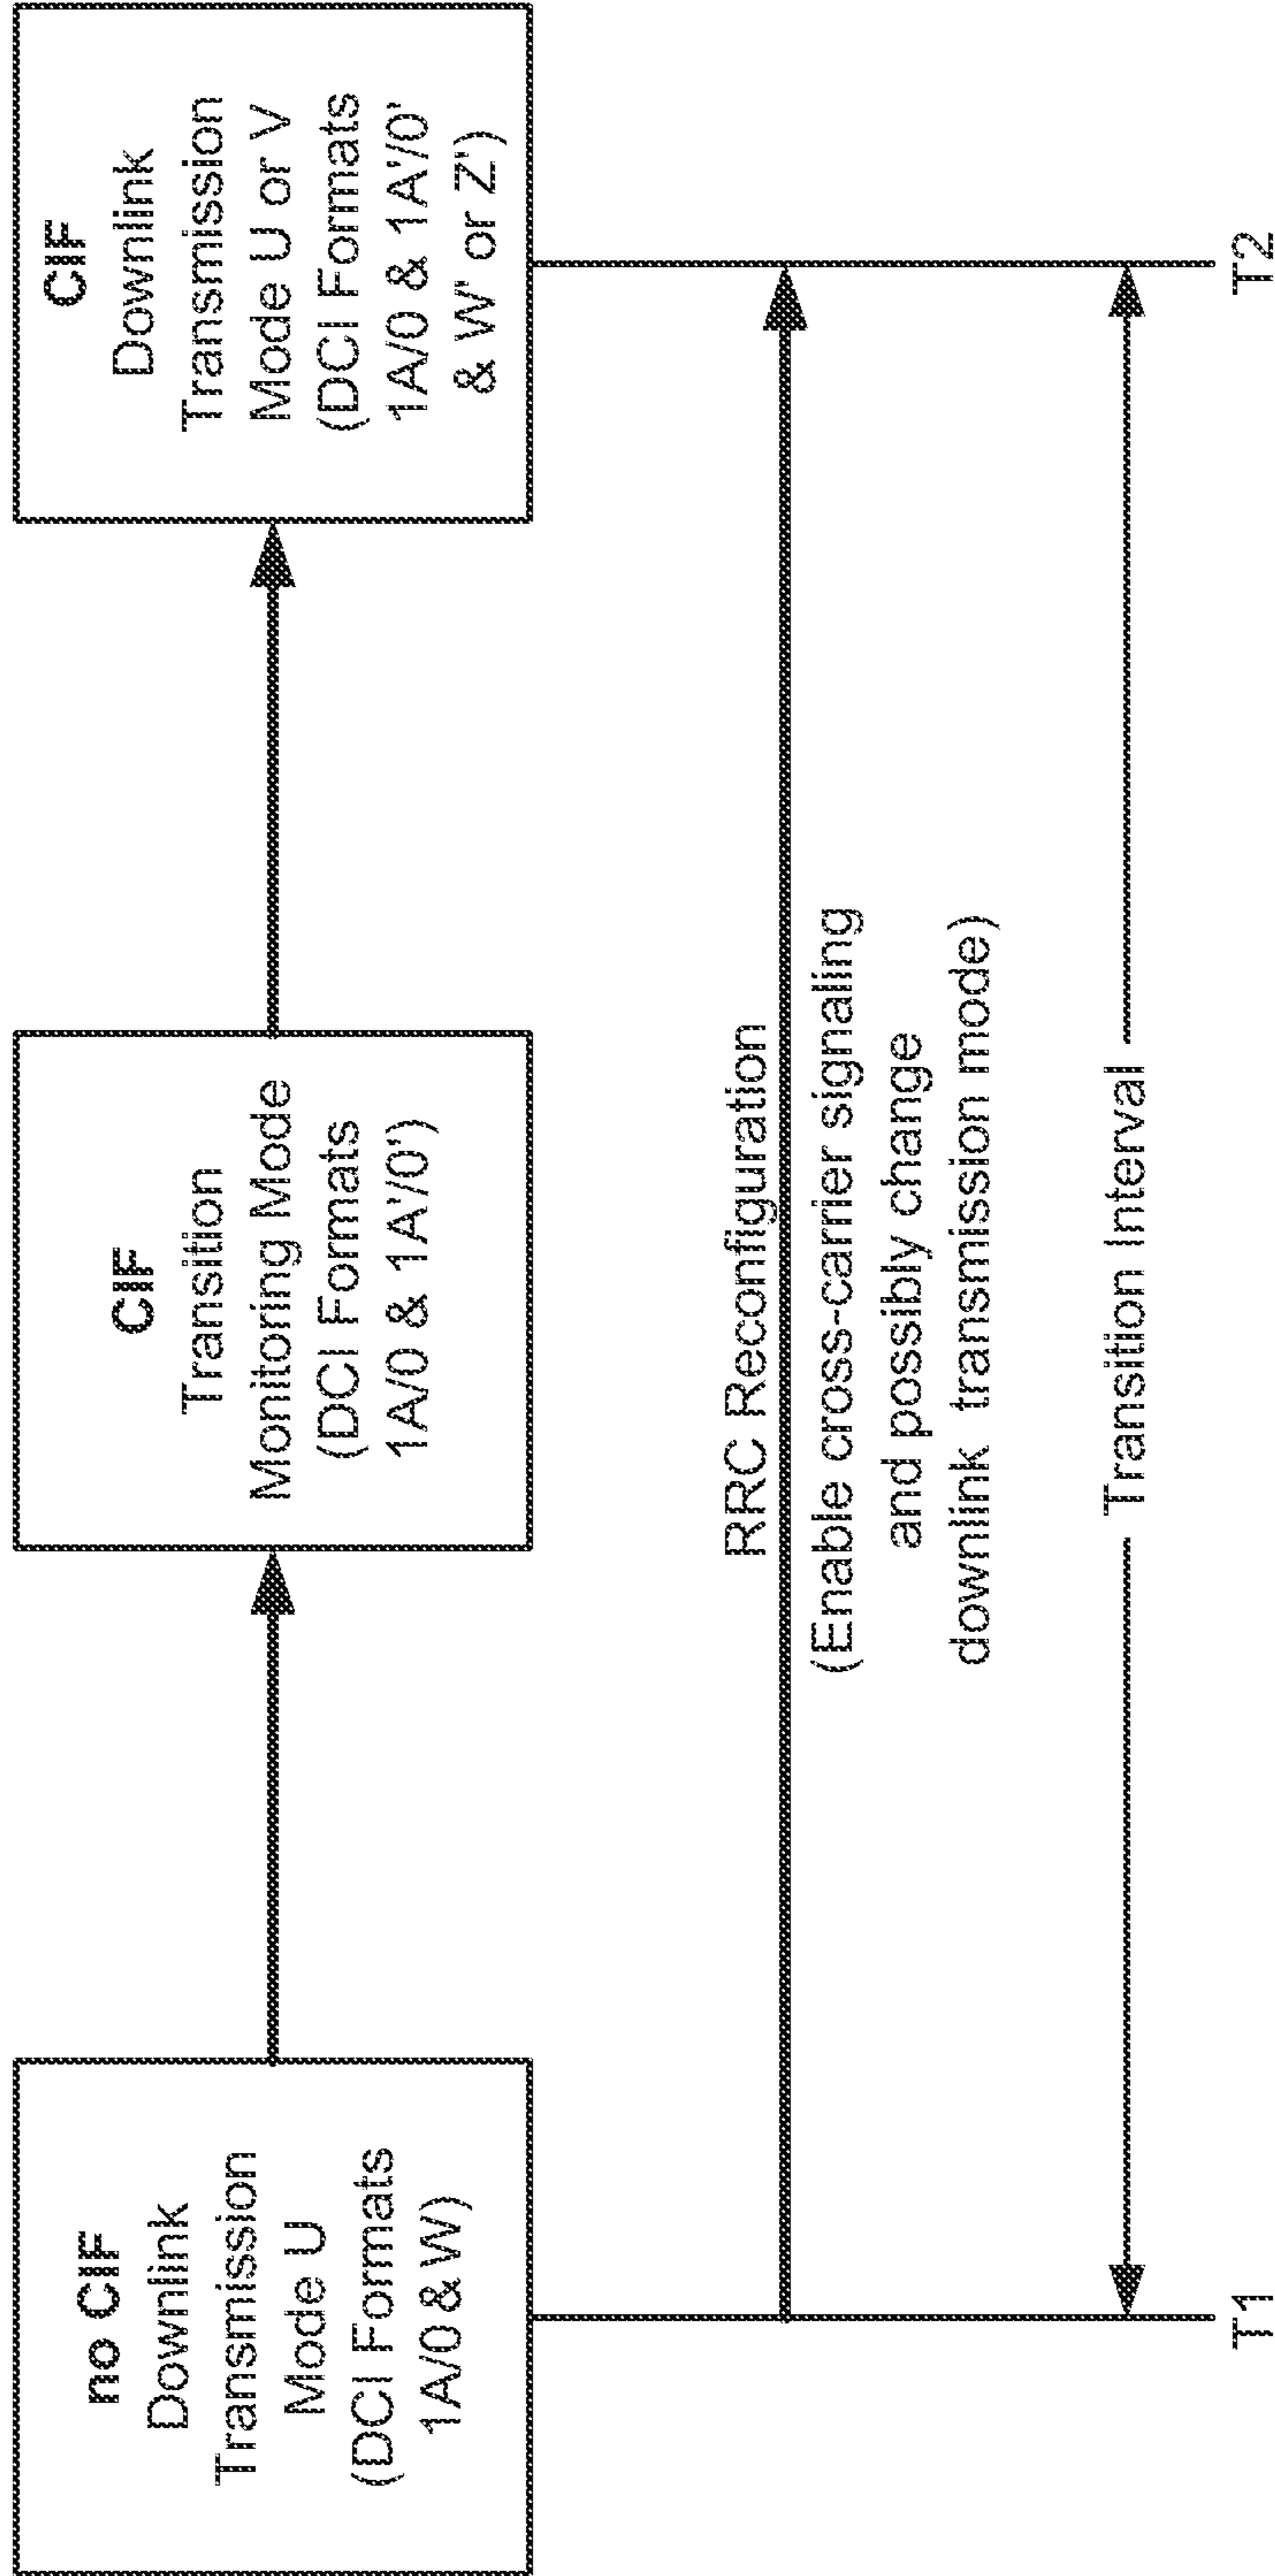 no CIF
Downlink
Transmission
Mode U
(DCI Formats
1A/0 & W)
CIF
Transition
Monitoring Mode
(DCI Formats
1A/0 & 1A'/0')
CIF
Downlink
Transmission
Mode U or V
(DCI Formats
1A/0 & 1A'/0'
& W' or Z')
RRC Reconfiguration
(Enable cross-carrier signaling
and possibly change
downlink transmission mode)
Transition Interval
T1
T2